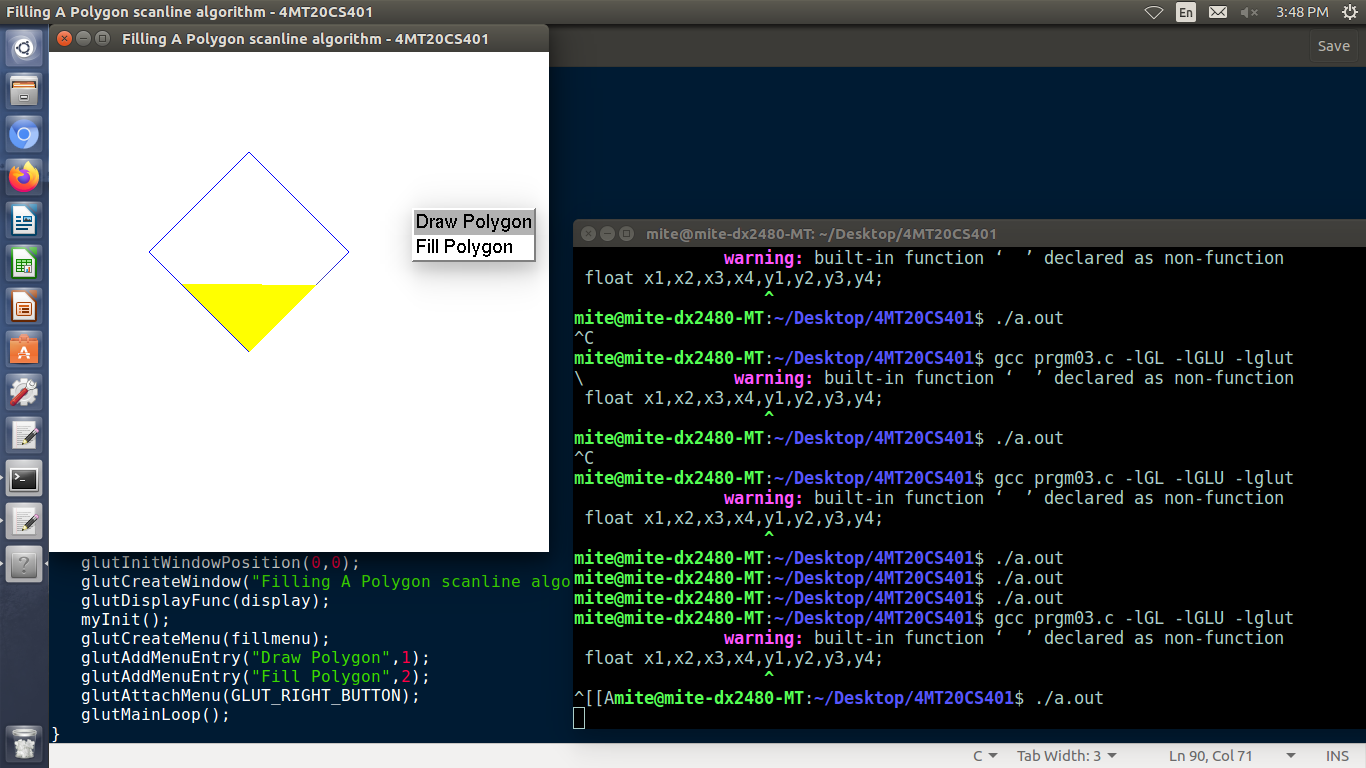 Filling A Polygon scanline algorithm - 4MT20CS401
En
3:48 PM
Filling A Polygon scanline algorithm - 4MT20CS401
Save
Draw Polygon
Fill Polygon
mite@mite-dx2480-MT: ~/Desktop/4MT20CS401
warning: built-in function ‘  ’ declared as non-function
float x1,x2,x3,x4,y1,y2,y3,y4;
^
mite@mite-dx2480-MT:~/Desktop/4MT20CS401$ ./a.out
^C
mite@mite-dx2480-MT:~/Desktop/4MT20CS401$ gcc prgm03.c -lGL -lGLU -lglut
\ warning: built-in function ‘  ’ declared as non-function
float x1,x2,x3,x4,y1,y2,y3,y4;
^
mite@mite-dx2480-MT:~/Desktop/4MT20CS401$ ./a.out
^C
mite@mite-dx2480-MT:~/Desktop/4MT20CS401$ gcc prgm03.c -lGL -lGLU -lglut
warning: built-in function ‘  ’ declared as non-function
float x1,x2,x3,x4,y1,y2,y3,y4;
^
mite@mite-dx2480-MT:~/Desktop/4MT20CS401$ ./a.out
mite@mite-dx2480-MT:~/Desktop/4MT20CS401$ ./a.out
mite@mite-dx2480-MT:~/Desktop/4MT20CS401$ ./a.out
mite@mite-dx2480-MT:~/Desktop/4MT20CS401$ gcc prgm03.c -lGL -lGLU -lglut
warning: built-in function ‘  ’ declared as non-function
float x1,x2,x3,x4,y1,y2,y3,y4;
^
^[[Amite@mite-dx2480-MT:~/Desktop/4MT20CS401$ ./a.out
glutInitWindowPosition(0,0);
glutCreateWindow("Filling A Polygon scanline algo
glutDisplayFunc(display);
myInit();
glutCreateMenu(fillmenu);
glutAddMenuEntry("Draw Polygon",1);
glutAddMenuEntry("Fill Polygon",2);
glutAttachMenu(GLUT_RIGHT_BUTTON);
glutMainLoop();
}
C Tab Width: 3 Ln 90, Col 71 INS